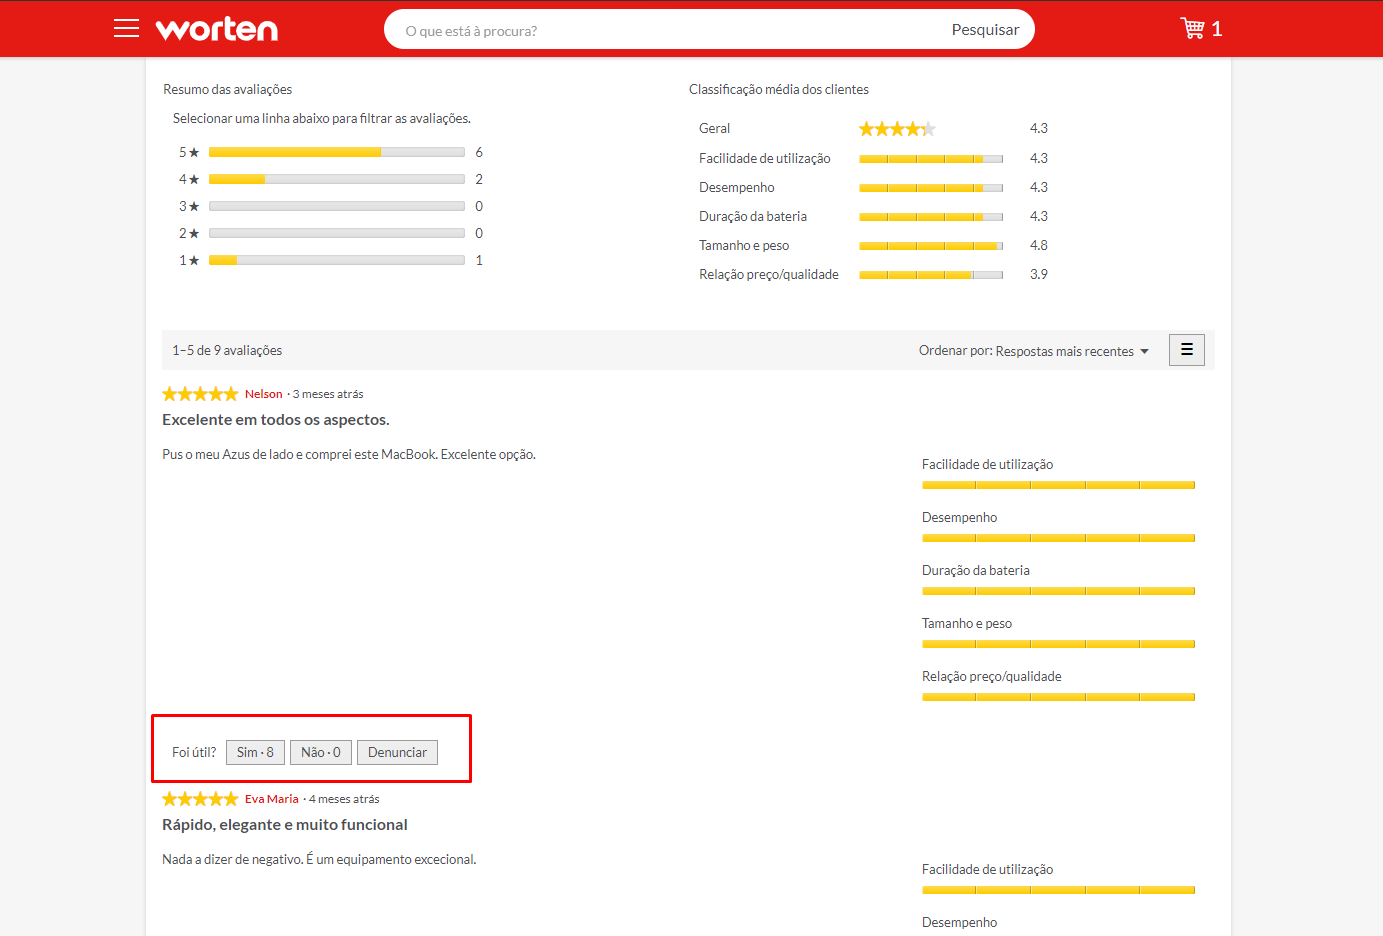 worten
O que está à procura?
Pesquisar
1
Resumo das avaliações
Selecionar uma linha abaixo para filtrar as avaliações.
5★ 6
4★ 2
3★ 0
2★ 0
1★ 1
Classificação média dos clientes
Geral 4.3
Facilidade de utilização 4.3
Desempenho 4.3
Duração da bateria 4.3
Tamanho e peso 4.8
Relação preço/qualidade 3.9
1–5 de 9 avaliações
Ordenar por: Respostas mais recentes
Nelson · 3 meses atrás
Excelente em todos os aspectos.
Pus o meu Azus de lado e comprei este MacBook. Excelente opção.
Facilidade de utilização
Desempenho
Duração da bateria
Tamanho e peso
Relação preço/qualidade
Foi útil? Sim · 8 Não · 0 Denunciar
Eva Maria · 4 meses atrás
Rápido, elegante e muito funcional
Nada a dizer de negativo. É um equipamento excecional.
Facilidade de utilização
Desempenho